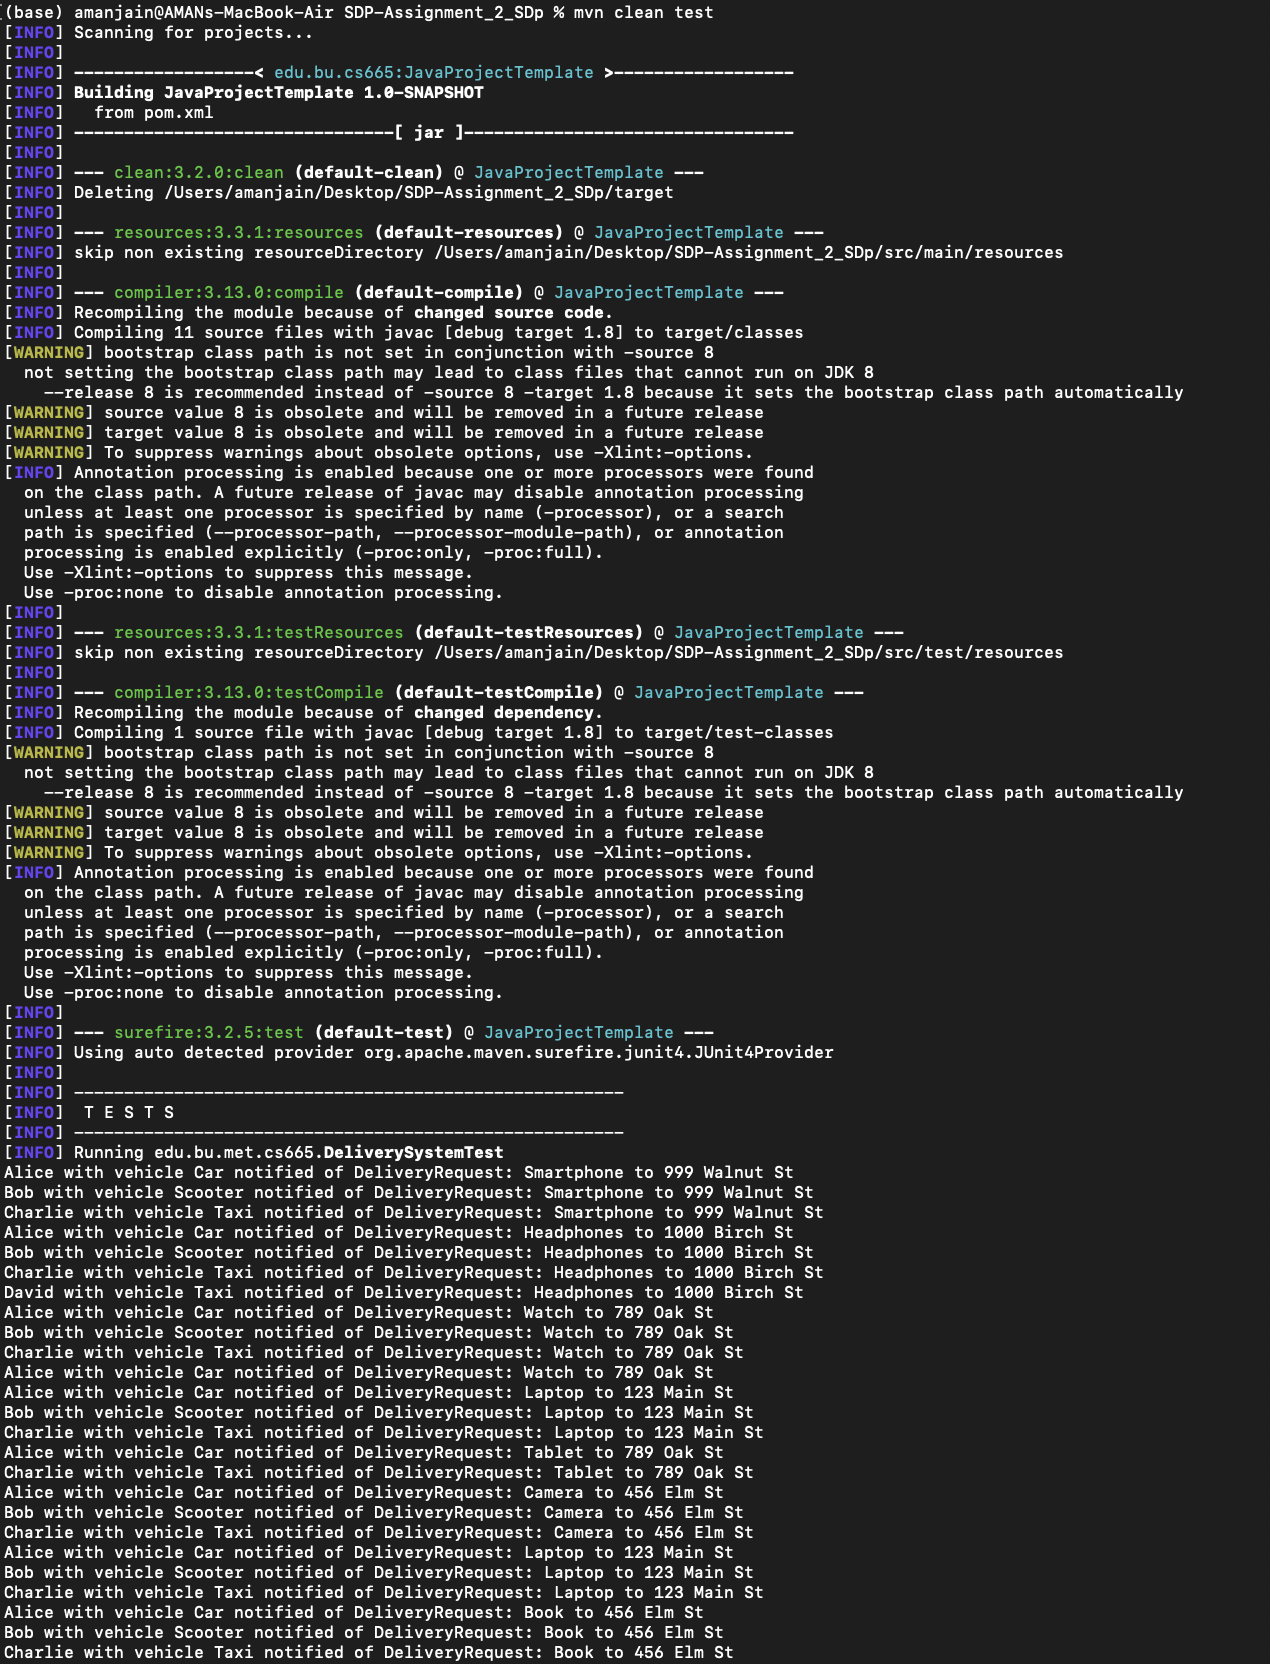 (base) amanjain@AMANs-MacBook-Air SDP-Assignment_2_SDp % mvn clean test
[INFO] Scanning for projects...
[INFO]
[INFO] ------------------< edu.bu.cs665:JavaProjectTemplate >------------------
[INFO] Building JavaProjectTemplate 1.0-SNAPSHOT
[INFO]   from pom.xml
[INFO] --------------------------------[ jar ]---------------------------------
[INFO]
[INFO] --- clean:3.2.0:clean (default-clean) @ JavaProjectTemplate ---
[INFO] Deleting /Users/amanjain/Desktop/SDP-Assignment_2_SDp/target
[INFO]
[INFO] --- resources:3.3.1:resources (default-resources) @ JavaProjectTemplate ---
[INFO] skip non existing resourceDirectory /Users/amanjain/Desktop/SDP-Assignment_2_SDp/src/main/resources
[INFO]
[INFO] --- compiler:3.13.0:compile (default-compile) @ JavaProjectTemplate ---
[INFO] Recompiling the module because of changed source code.
[INFO] Compiling 11 source files with javac [debug target 1.8] to target/classes
[WARNING] bootstrap class path is not set in conjunction with -source 8
  not setting the bootstrap class path may lead to class files that cannot run on JDK 8
    --release 8 is recommended instead of -source 8 -target 1.8 because it sets the bootstrap class path automatically
[WARNING] source value 8 is obsolete and will be removed in a future release
[WARNING] target value 8 is obsolete and will be removed in a future release
[WARNING] To suppress warnings about obsolete options, use -Xlint:-options.
[INFO] Annotation processing is enabled because one or more processors were found
  on the class path. A future release of javac may disable annotation processing
  unless at least one processor is specified by name (-processor), or a search
  path is specified (--processor-path, --processor-module-path), or annotation
  processing is enabled explicitly (-proc:only, -proc:full).
  Use -Xlint:-options to suppress this message.
  Use -proc:none to disable annotation processing.
[INFO]
[INFO] --- resources:3.3.1:testResources (default-testResources) @ JavaProjectTemplate ---
[INFO] skip non existing resourceDirectory /Users/amanjain/Desktop/SDP-Assignment_2_SDp/src/test/resources
[INFO]
[INFO] --- compiler:3.13.0:testCompile (default-testCompile) @ JavaProjectTemplate ---
[INFO] Recompiling the module because of changed dependency.
[INFO] Compiling 1 source file with javac [debug target 1.8] to target/test-classes
[WARNING] bootstrap class path is not set in conjunction with -source 8
  not setting the bootstrap class path may lead to class files that cannot run on JDK 8
    --release 8 is recommended instead of -source 8 -target 1.8 because it sets the bootstrap class path automatically
[WARNING] source value 8 is obsolete and will be removed in a future release
[WARNING] target value 8 is obsolete and will be removed in a future release
[WARNING] To suppress warnings about obsolete options, use -Xlint:-options.
[INFO] Annotation processing is enabled because one or more processors were found
  on the class path. A future release of javac may disable annotation processing
  unless at least one processor is specified by name (-processor), or a search
  path is specified (--processor-path, --processor-module-path), or annotation
  processing is enabled explicitly (-proc:only, -proc:full).
  Use -Xlint:-options to suppress this message.
  Use -proc:none to disable annotation processing.
[INFO]
[INFO] --- surefire:3.2.5:test (default-test) @ JavaProjectTemplate ---
[INFO] Using auto detected provider org.apache.maven.surefire.junit4.JUnit4Provider
[INFO]
[INFO] -------------------------------------------------------
[INFO]  T E S T S
[INFO] -------------------------------------------------------
[INFO] Running edu.bu.met.cs665.DeliverySystemTest
Alice with vehicle Car notified of DeliveryRequest: Smartphone to 999 Walnut St
Bob with vehicle Scooter notified of DeliveryRequest: Smartphone to 999 Walnut St
Charlie with vehicle Taxi notified of DeliveryRequest: Smartphone to 999 Walnut St
Alice with vehicle Car notified of DeliveryRequest: Headphones to 1000 Birch St
Bob with vehicle Scooter notified of DeliveryRequest: Headphones to 1000 Birch St
Charlie with vehicle Taxi notified of DeliveryRequest: Headphones to 1000 Birch St
David with vehicle Taxi notified of DeliveryRequest: Headphones to 1000 Birch St
Alice with vehicle Car notified of DeliveryRequest: Watch to 789 Oak St
Bob with vehicle Scooter notified of DeliveryRequest: Watch to 789 Oak St
Charlie with vehicle Taxi notified of DeliveryRequest: Watch to 789 Oak St
Alice with vehicle Car notified of DeliveryRequest: Watch to 789 Oak St
Alice with vehicle Car notified of DeliveryRequest: Laptop to 123 Main St
Bob with vehicle Scooter notified of DeliveryRequest: Laptop to 123 Main St
Charlie with vehicle Taxi notified of DeliveryRequest: Laptop to 123 Main St
Alice with vehicle Car notified of DeliveryRequest: Tablet to 789 Oak St
Charlie with vehicle Taxi notified of DeliveryRequest: Tablet to 789 Oak St
Alice with vehicle Car notified of DeliveryRequest: Camera to 456 Elm St
Bob with vehicle Scooter notified of DeliveryRequest: Camera to 456 Elm St
Charlie with vehicle Taxi notified of DeliveryRequest: Camera to 456 Elm St
Alice with vehicle Car notified of DeliveryRequest: Laptop to 123 Main St
Bob with vehicle Scooter notified of DeliveryRequest: Laptop to 123 Main St
Charlie with vehicle Taxi notified of DeliveryRequest: Laptop to 123 Main St
Alice with vehicle Car notified of DeliveryRequest: Book to 456 Elm St
Bob with vehicle Scooter notified of DeliveryRequest: Book to 456 Elm St
Charlie with vehicle Taxi notified of DeliveryRequest: Book to 456 Elm St